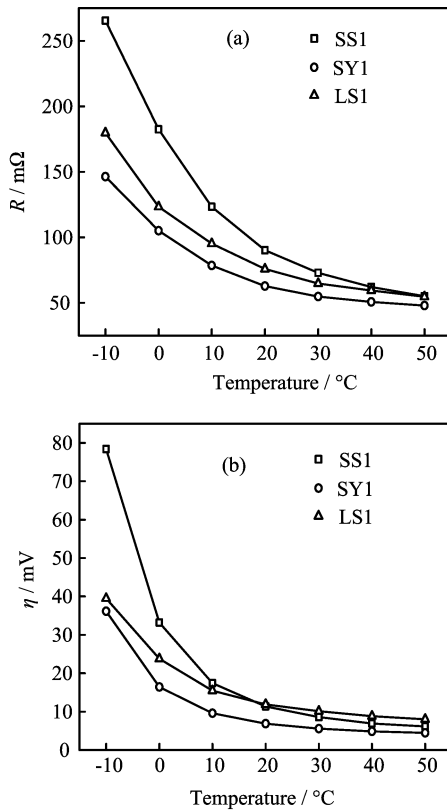 (a)
SS1
SY1
LS1
250
200
150
100
50
R / mΩ
-10 0 10 20 30 40 50
Temperature / °C
(b)
SS1
SY1
LS1
80
70
60
50
40
30
20
10
0
η / mV
-10 0 10 20 30 40 50
Temperature / °C